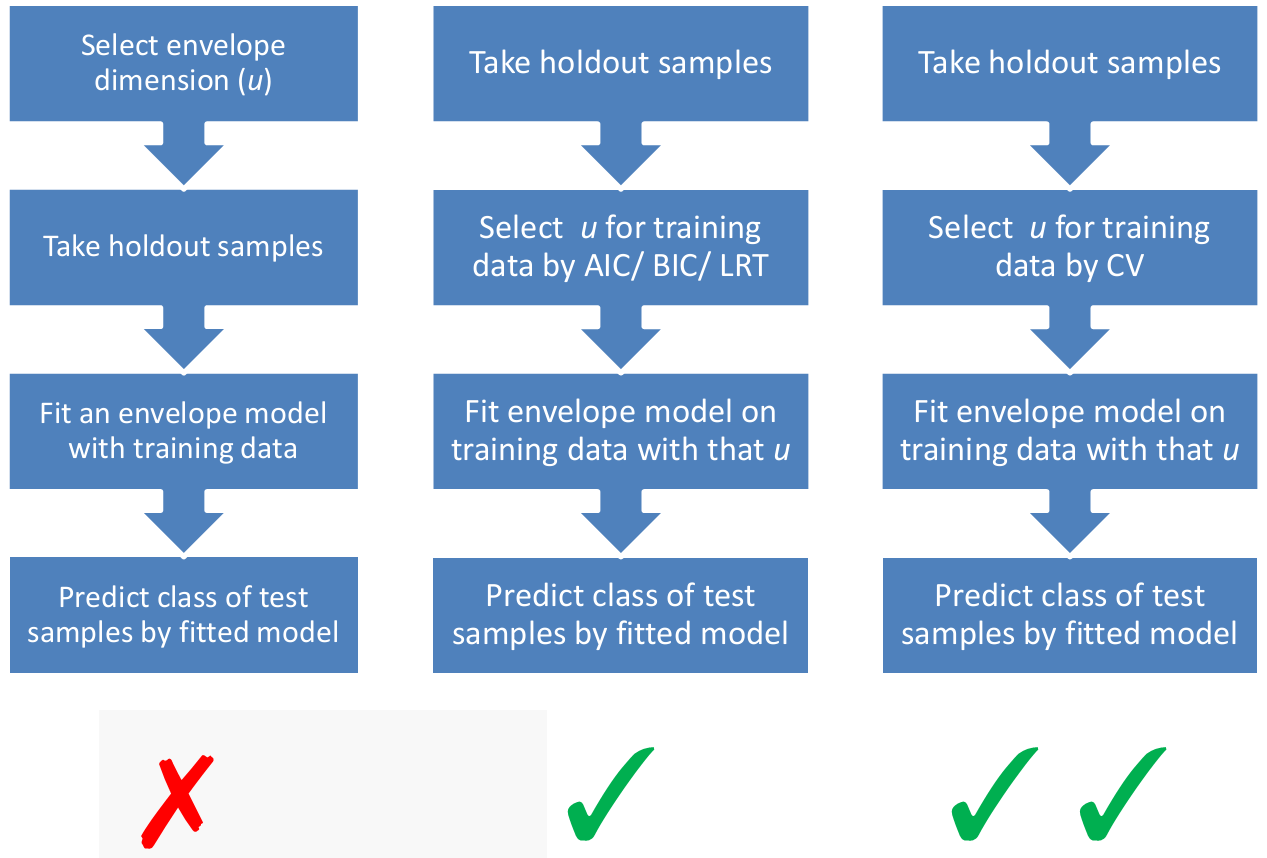 Select envelope
dimension (u)
Take holdout samples
Fit an envelope model
with training data
Predict class of test
samples by fitted model
Take holdout samples
Select u for training
data by AIC/ BIC/ LRT
Fit envelope model on
training data with that u
Predict class of test
samples by fitted model
Take holdout samples
Select u for training
data by CV
Fit envelope model on
training data with that u
Predict class of test
samples by fitted model
✗
✓
✓ ✓